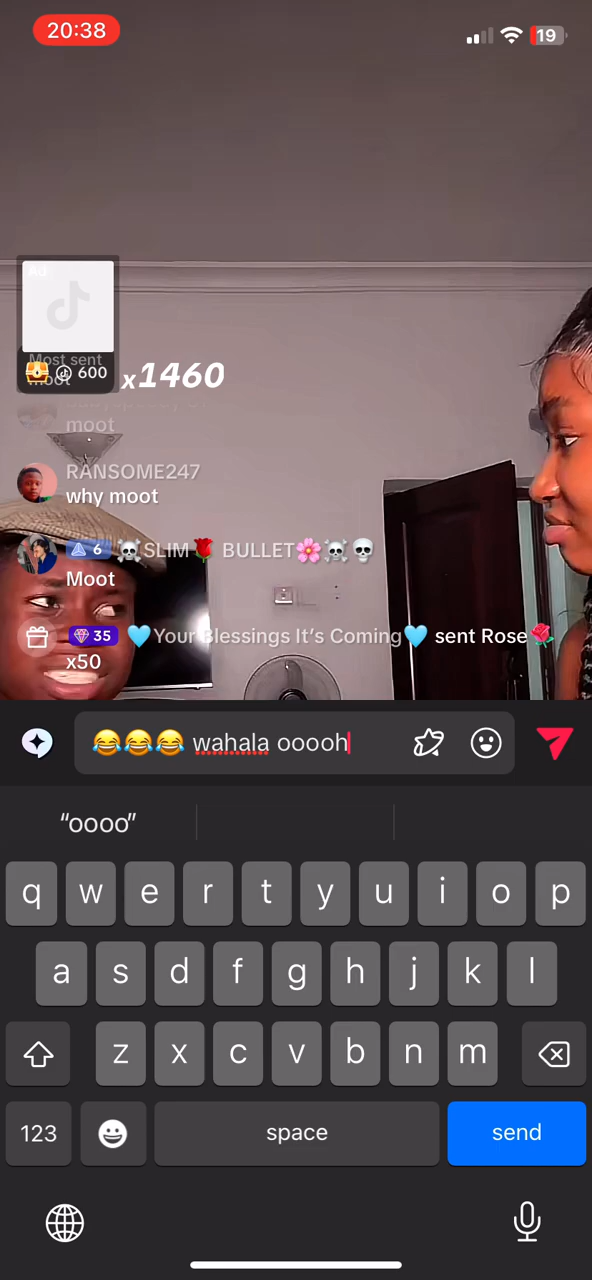 20:38
19
Ad
Most sent
moot
600
x1460
moot
RANSOME247
why moot
6 ☠️SLIM🌹 BULLET🌸☠️💀
Moot
35 🩵Your Blessings It’s Coming🩵 sent Rose🌹
x50
😂😂😂 wahala ooooh
“oooo”
q w e r t y u i o p
a s d f g h j k l
z x c v b n m
123 space send